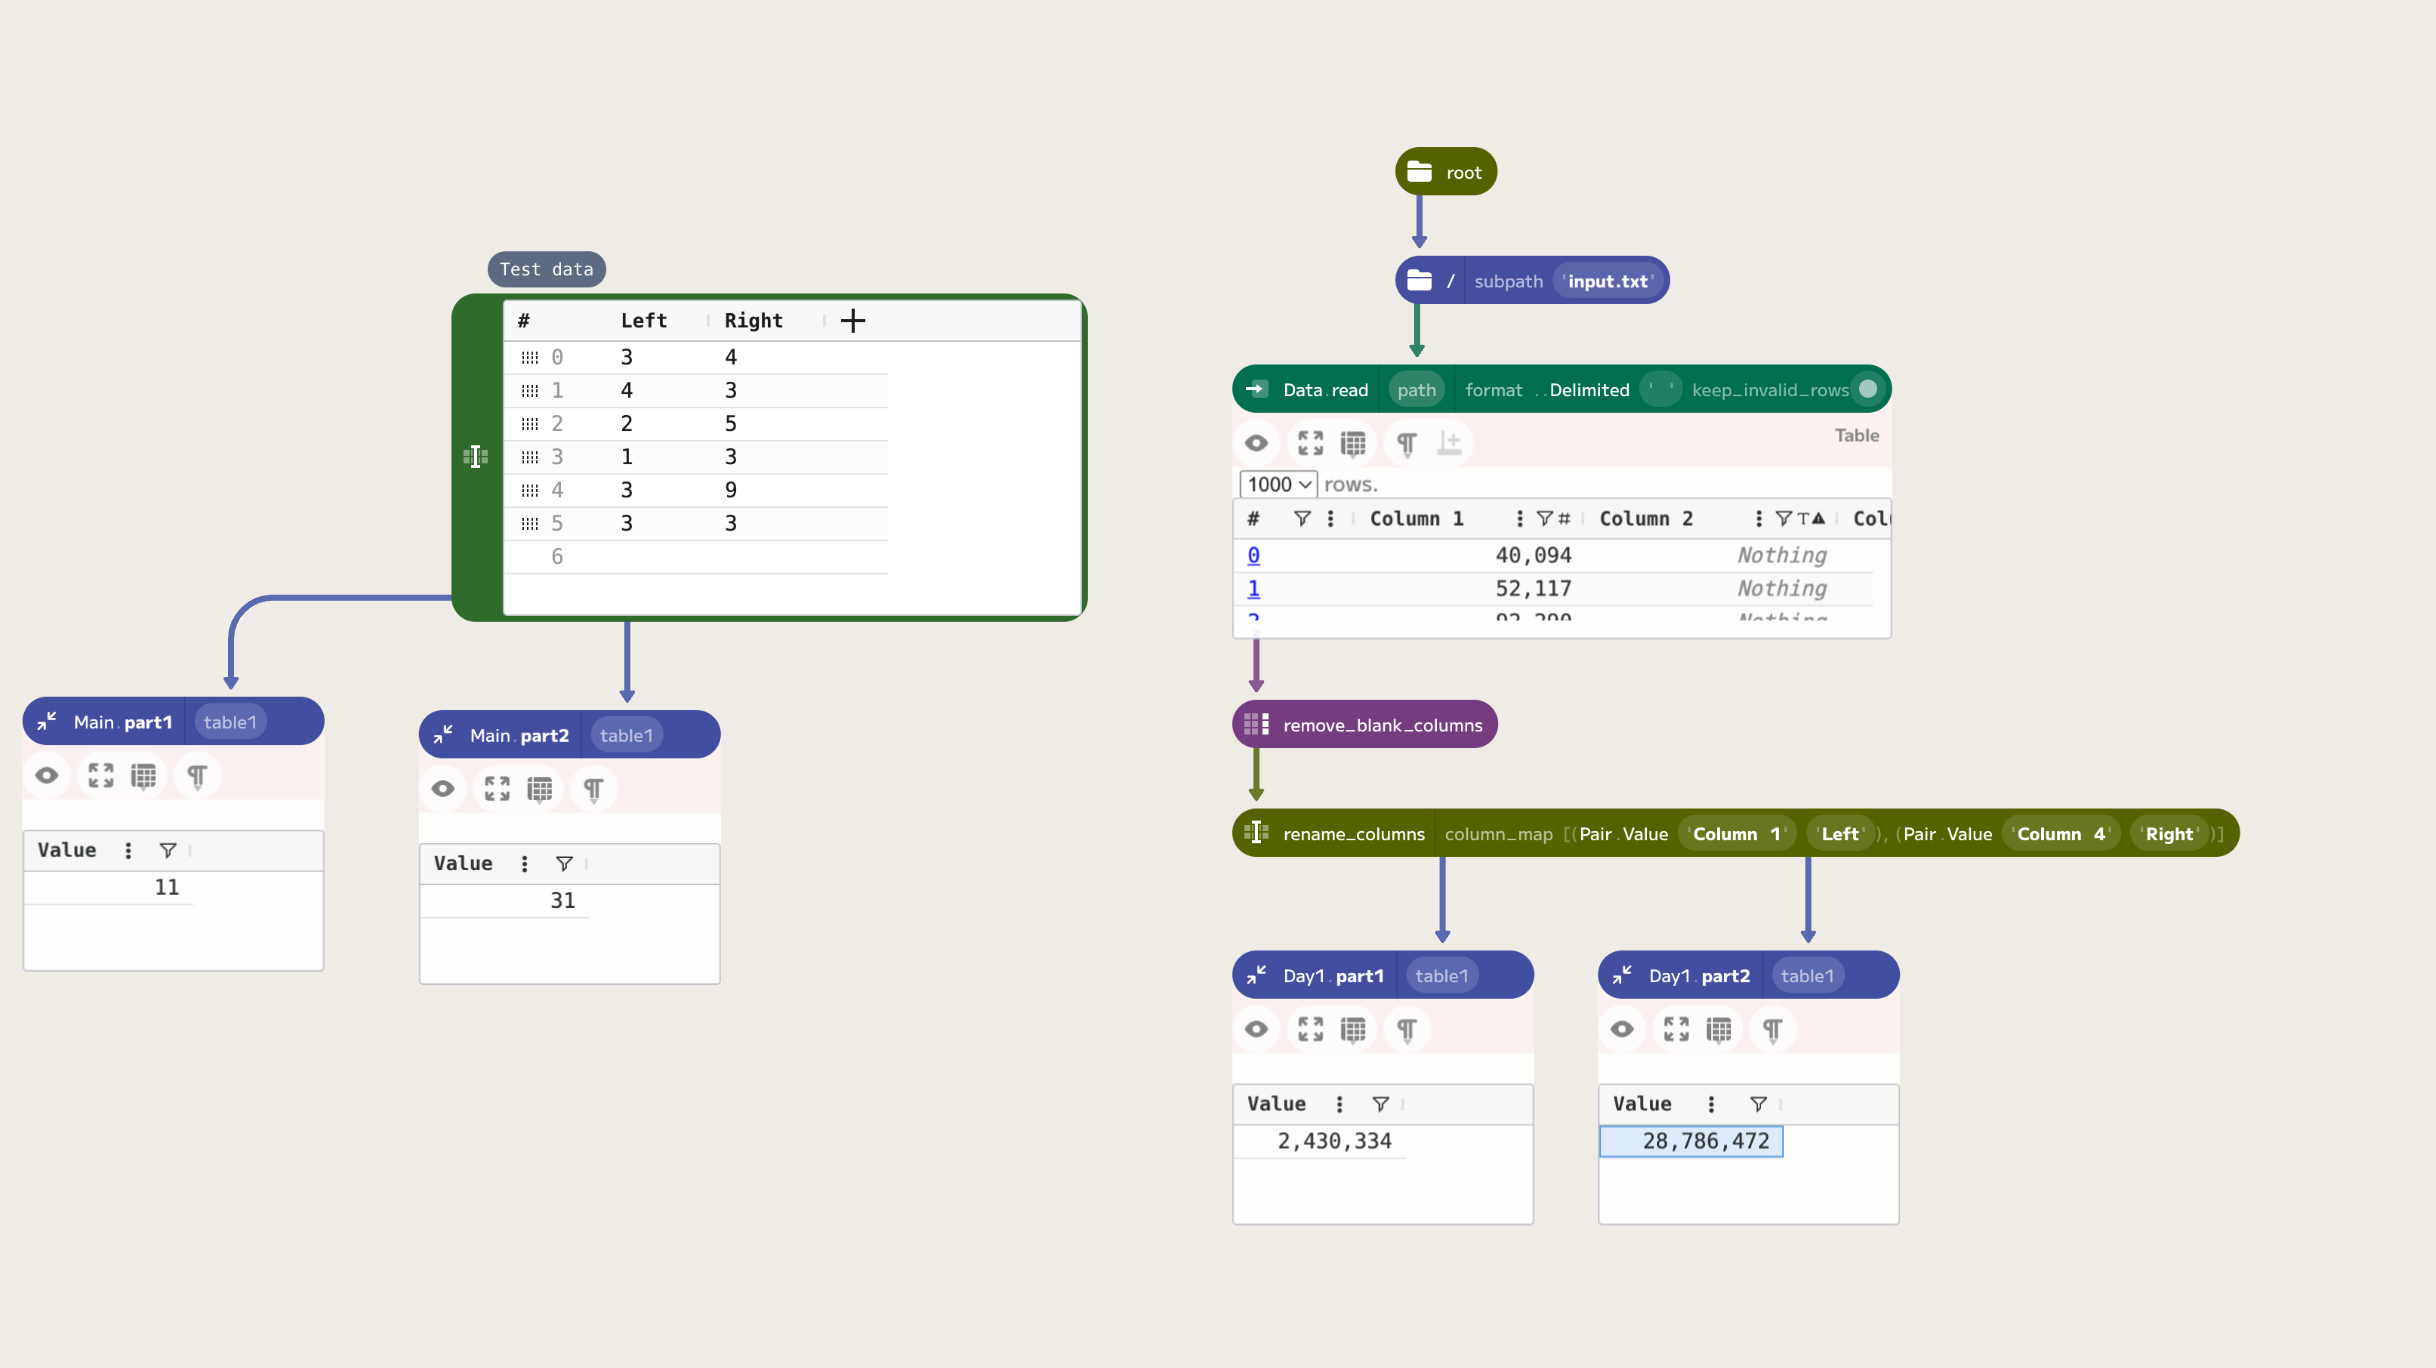 Test data
# Left Right
0 3 4
1 4 3
2 2 5
3 1 3
4 3 9
5 3 3
6
Main.part1 table1
Value
11
Main.part2 table1
Value
31
root
/ subpath 'input.txt'
Data.read path format ..Delimited ' ' keep_invalid_rows
Table
1000 rows.
# Column 1 # Column 2 T
0 40,094 Nothing
1 52,117 Nothing
remove_blank_columns
rename_columns column_map [(Pair.Value 'Column 1' 'Left'), (Pair.Value 'Column 4' 'Right')]
Day1.part1 table1
Value
2,430,334
Day1.part2 table1
Value
28,786,472